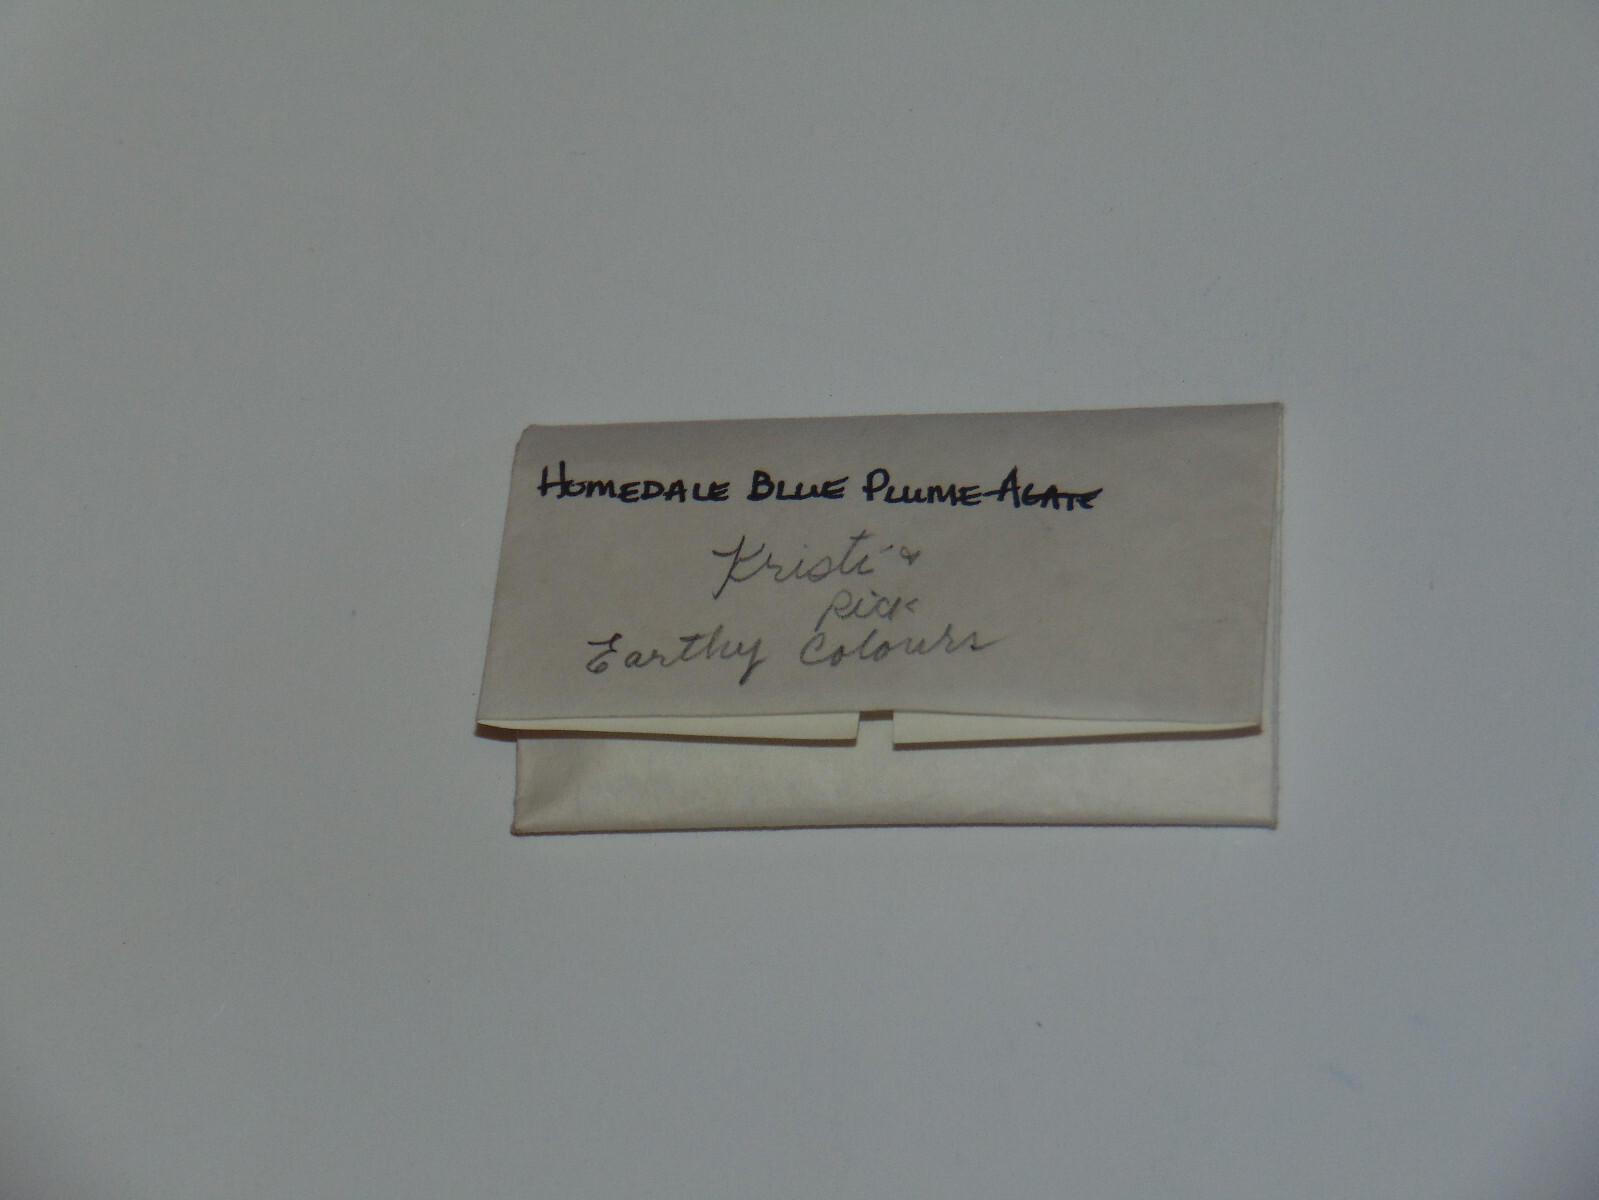 HOMEDALE BLUE PLUME AGATE
Kristi &
Rick
Earthy Colours